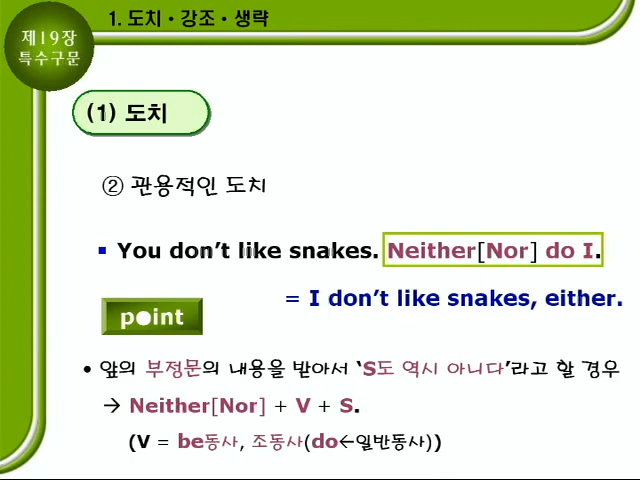 1. 도치 • 강조 • 생략
제19장
특수구문
(1) 도치
② 관용적인 도치
▪ You don’t like snakes. Neither[Nor] do I.
= I don’t like snakes, either.
point
• 앞의 부정문의 내용을 받아서 ‘S도 역시 아니다’라고 할 경우
→ Neither[Nor] + V + S.
(V = be동사, 조동사(do←일반동사))